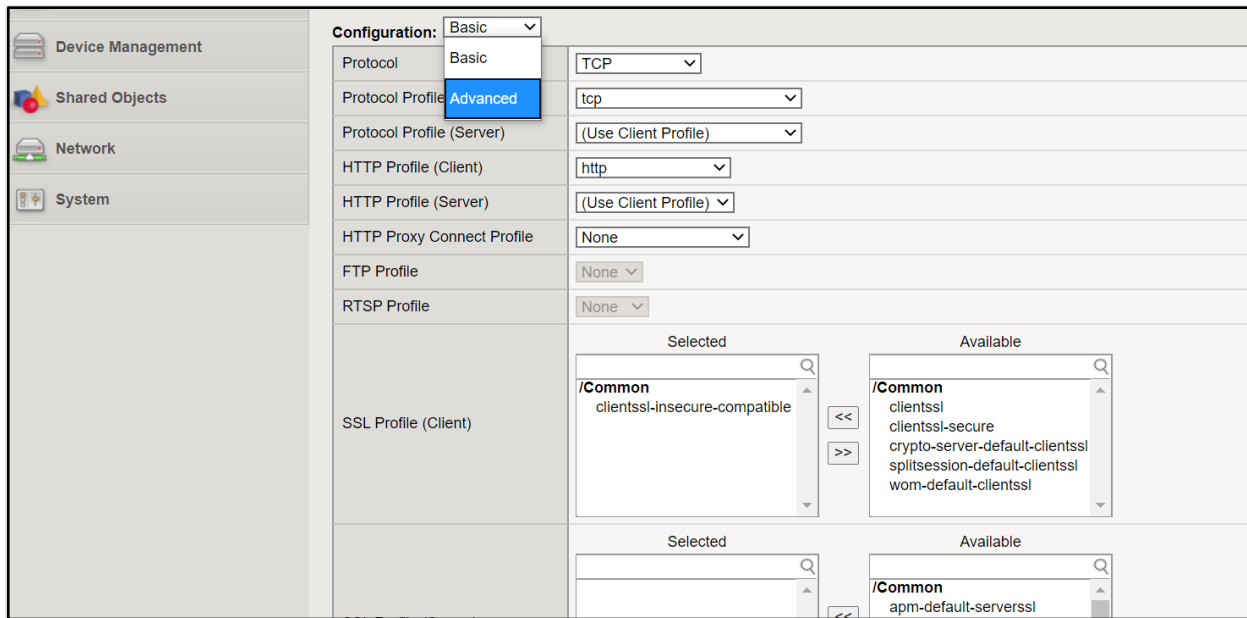 Device Management
Shared Objects
Network
System
Configuration: Basic
Basic
Advanced
Protocol TCP
Protocol Profile tcp
Protocol Profile (Server) (Use Client Profile)
HTTP Profile (Client) http
HTTP Profile (Server) (Use Client Profile)
HTTP Proxy Connect Profile None
FTP Profile None
RTSP Profile None
SSL Profile (Client)
Selected
/Common
clientssl-insecure-compatible
<<
>>
Available
/Common
clientssl
clientssl-secure
crypto-server-default-clientssl
splitsession-default-clientssl
wom-default-clientssl
Selected
<<
Available
/Common
apm-default-serverssl